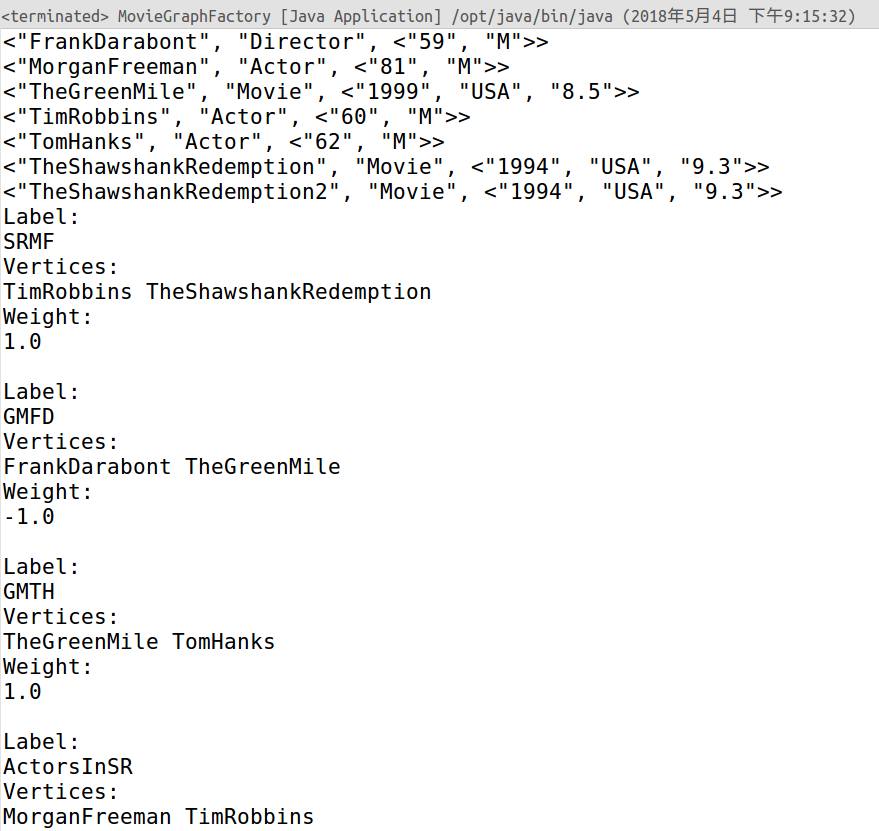 <terminated> MovieGraphFactory [Java Application] /opt/java/bin/java (2018年5月4日 下午9:15:32)
<"FrankDarabont", "Director", <"59", "M">>
<"MorganFreeman", "Actor", <"81", "M">>
<"TheGreenMile", "Movie", <"1999", "USA", "8.5">>
<"TimRobbins", "Actor", <"60", "M">>
<"TomHanks", "Actor", <"62", "M">>
<"TheShawshankRedemption", "Movie", <"1994", "USA", "9.3">>
<"TheShawshankRedemption2", "Movie", <"1994", "USA", "9.3">>
Label:
SRMF
Vertices:
TimRobbins TheShawshankRedemption
Weight:
1.0

Label:
GMFD
Vertices:
FrankDarabont TheGreenMile
Weight:
-1.0

Label:
GMTH
Vertices:
TheGreenMile TomHanks
Weight:
1.0

Label:
ActorsInSR
Vertices:
MorganFreeman TimRobbins